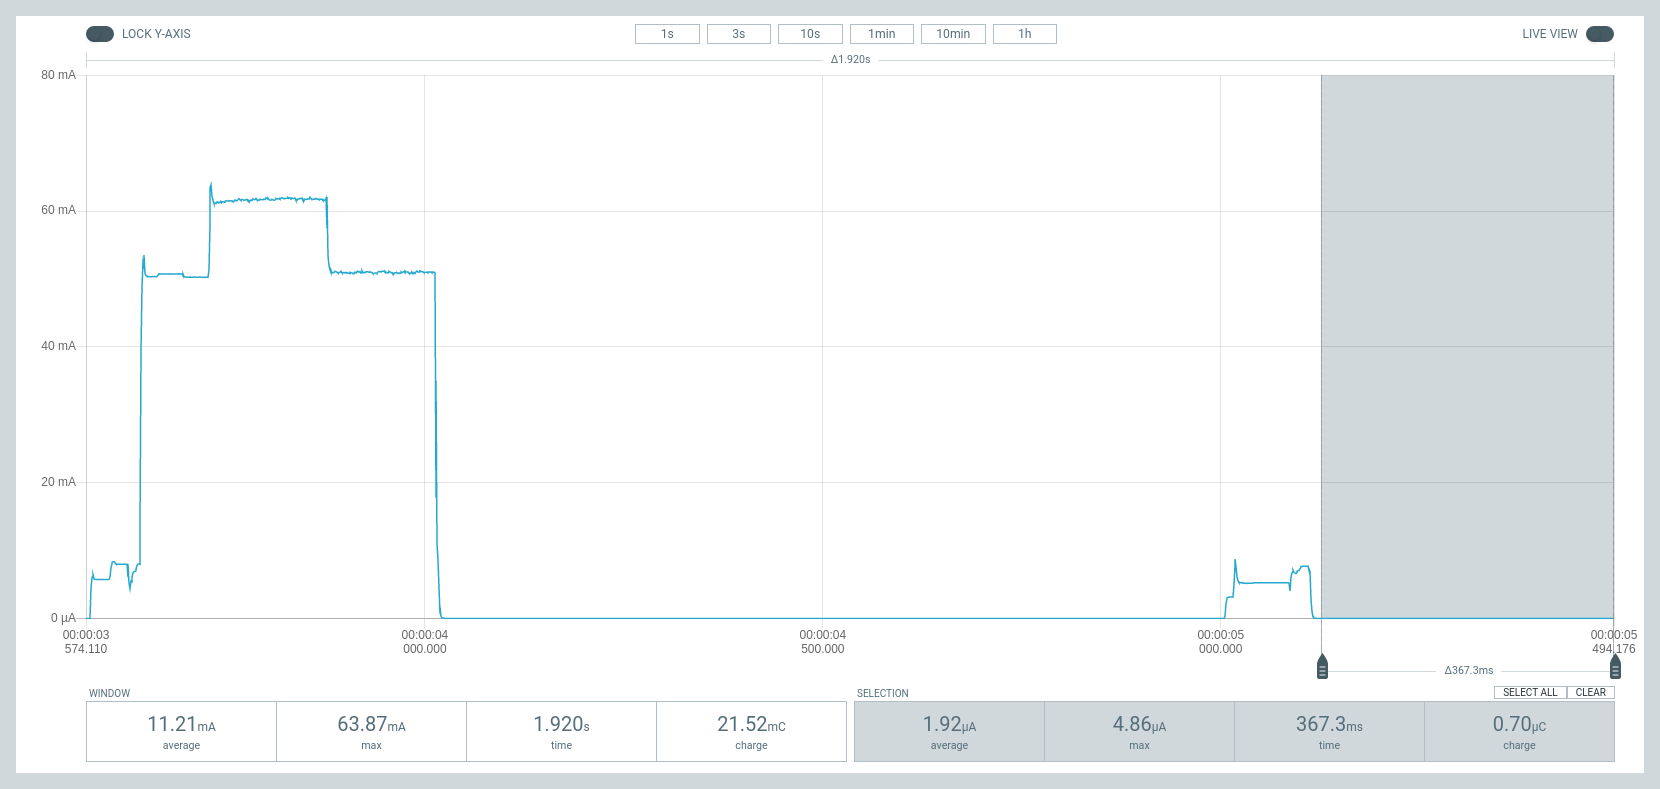 LOCK Y-AXIS 1s 3s 10s 1min 10min 1h LIVE VIEW
Δ1.920s
80 mA
60 mA
40 mA
20 mA
0 µA
00:00:03 00:00:04 00:00:04 00:00:05 00:00:05
574.110 000.000 500.000 000.000 494.176
Δ367.3ms
WINDOW SELECTION SELECT ALL CLEAR
11.21mA 63.87mA 1.920s 21.52mC 1.92µA 4.86µA 367.3ms 0.70µC
average max time charge average max time charge